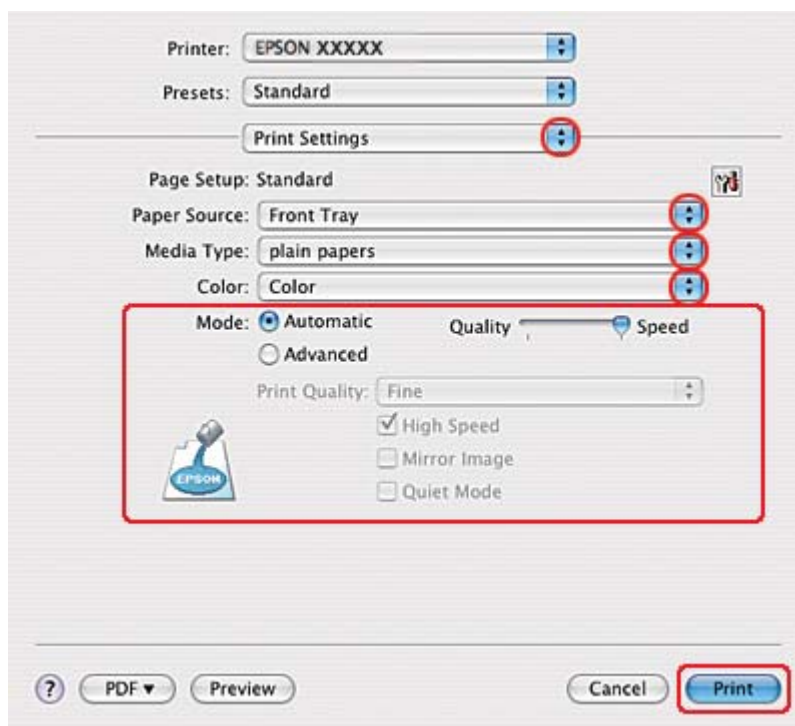 Printer: EPSON XXXXX
Presets: Standard
Print Settings
Page Setup: Standard
Paper Source: Front Tray
Media Type: plain papers
Color: Color
Mode: Automatic Quality Speed
Advanced
Print Quality: Fine
High Speed
Mirror Image
EPSON
Quiet Mode
? PDF▼ Preview Cancel Print